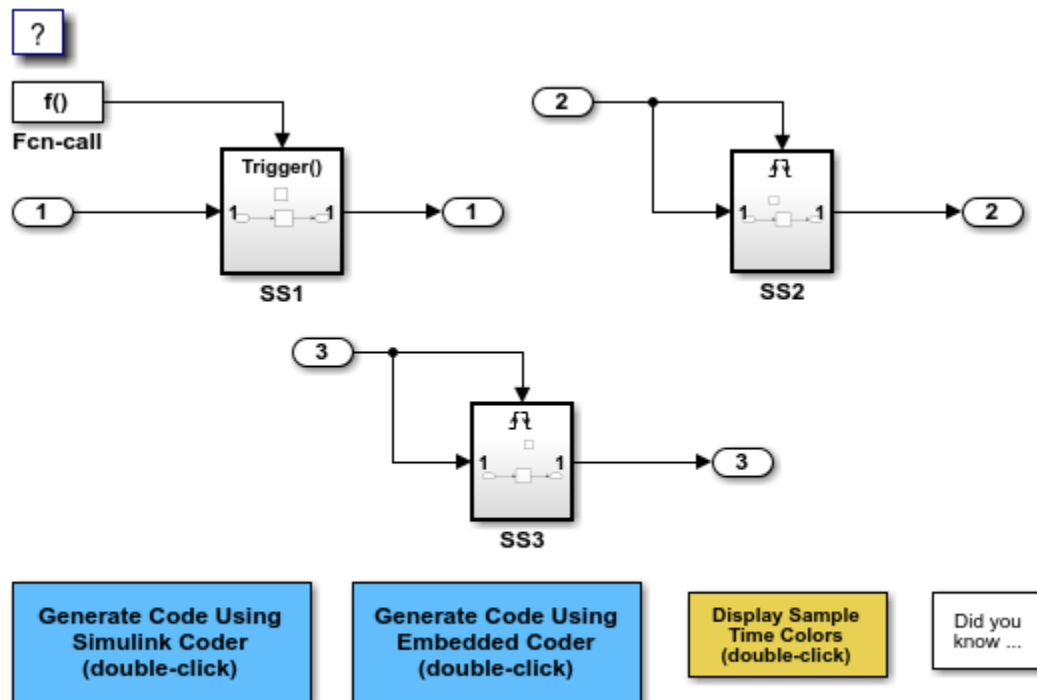 ?
f()
Fcn-call
2
Trigger()
1
1
1
1
1
1
2
SS1
SS2
3
1
1
3
SS3
Generate Code Using
Simulink Coder
(double-click)
Generate Code Using
Embedded Coder
(double-click)
Display Sample
Time Colors
(double-click)
Did you
know ...